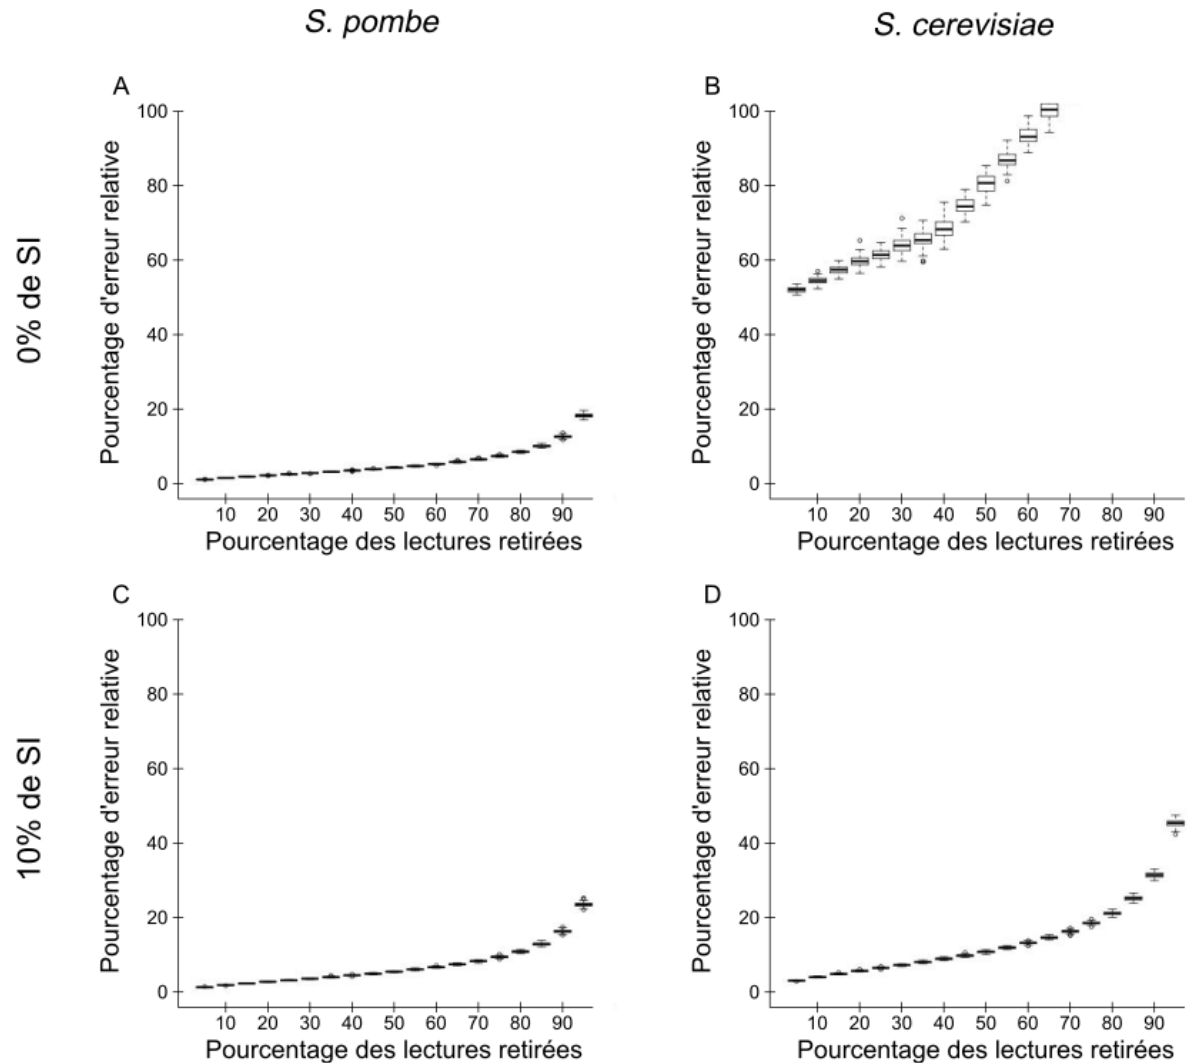 S. pombe
S. cerevisiae
0% de SI
A
Pourcentage d'erreur relative
100
80
60
40
20
0
10 20 30 40 50 60 70 80 90
Pourcentage des lectures retirées
B
Pourcentage d'erreur relative
100
80
60
40
20
0
10 20 30 40 50 60 70 80 90
Pourcentage des lectures retirées
10% de SI
C
Pourcentage d'erreur relative
100
80
60
40
20
0
10 20 30 40 50 60 70 80 90
Pourcentage des lectures retirées
D
Pourcentage d'erreur relative
100
80
60
40
20
0
10 20 30 40 50 60 70 80 90
Pourcentage des lectures retirées